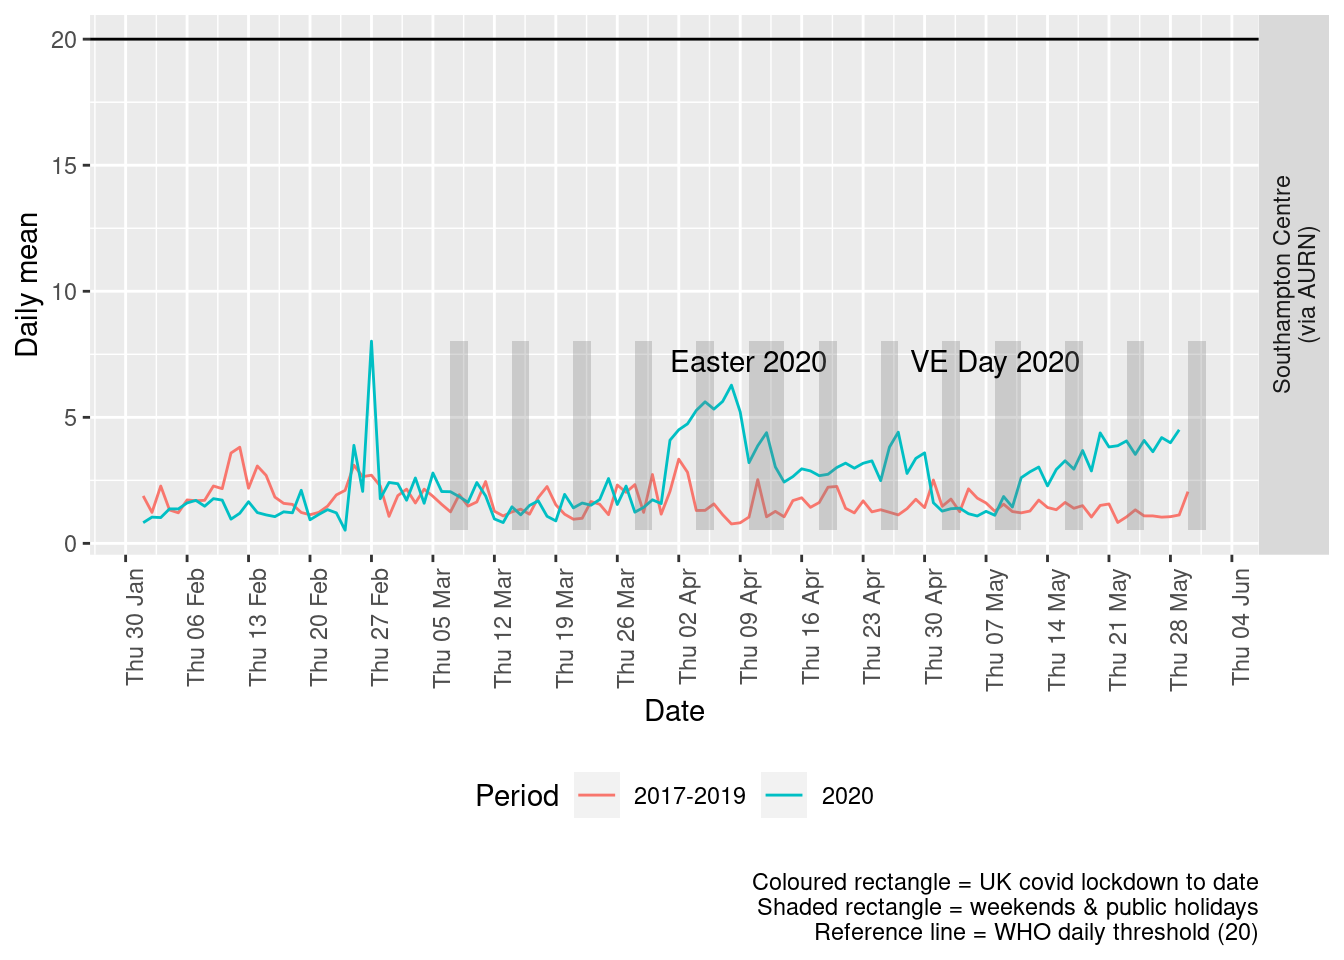 20
15
10
5
0
Daily mean
Easter 2020
VE Day 2020
Southampton Centre
(via AURN)
Thu 30 Jan
Thu 06 Feb
Thu 13 Feb
Thu 20 Feb
Thu 27 Feb
Thu 05 Mar
Thu 12 Mar
Thu 19 Mar
Thu 26 Mar
Thu 02 Apr
Thu 09 Apr
Thu 16 Apr
Thu 23 Apr
Thu 30 Apr
Thu 07 May
Thu 14 May
Thu 21 May
Thu 28 May
Thu 04 Jun
Date
Period 2017-2019 2020
Coloured rectangle = UK covid lockdown to date
Shaded rectangle = weekends & public holidays
Reference line = WHO daily threshold (20)